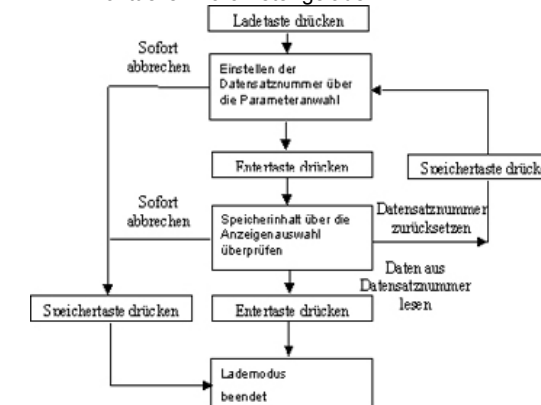 Ladetaste drücken
Sofort
abbrechen
Einstellen der
Datensatznummer über
die Parameteranwahl
Entertaste drücken
Sofort
abbrechen
Speicherinhalt über die
Anzeigenauswahl
überprüfen
Datensatznummer
zurücksetzen
Daten aus
Datensatznummer
lesen
Speichertaste drücken
Entertaste drücken
Lademodus
beendet